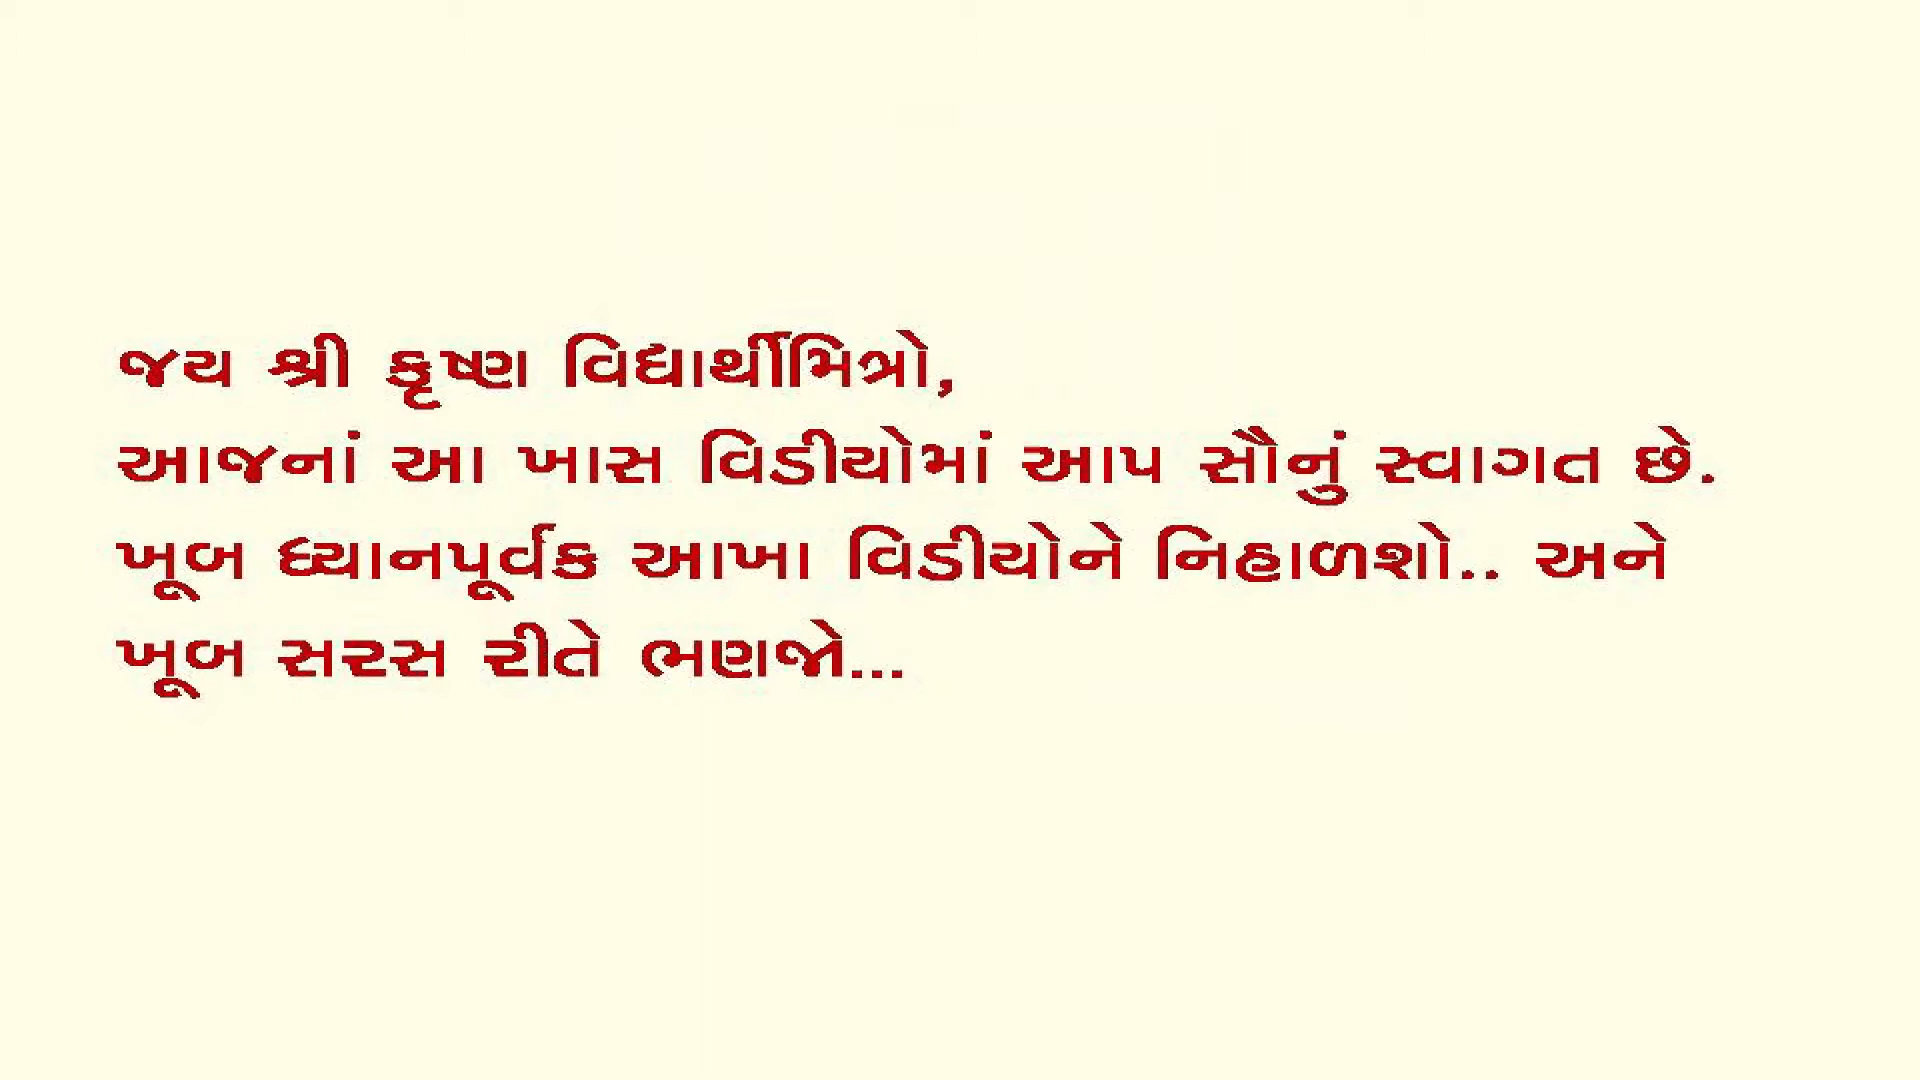 જય શ્રી કૃષ્ણ વિદ્યાર્થીમિત્રો,
આજનાં આ ખાસ વિડીયોમાં આપ સૌનું સ્વાગત છે.
ખૂબ ધ્યાનપૂર્વક આખા વિડીયોને નિહાળશો.. અને
ખૂબ સરસ રીતે ભણજો...